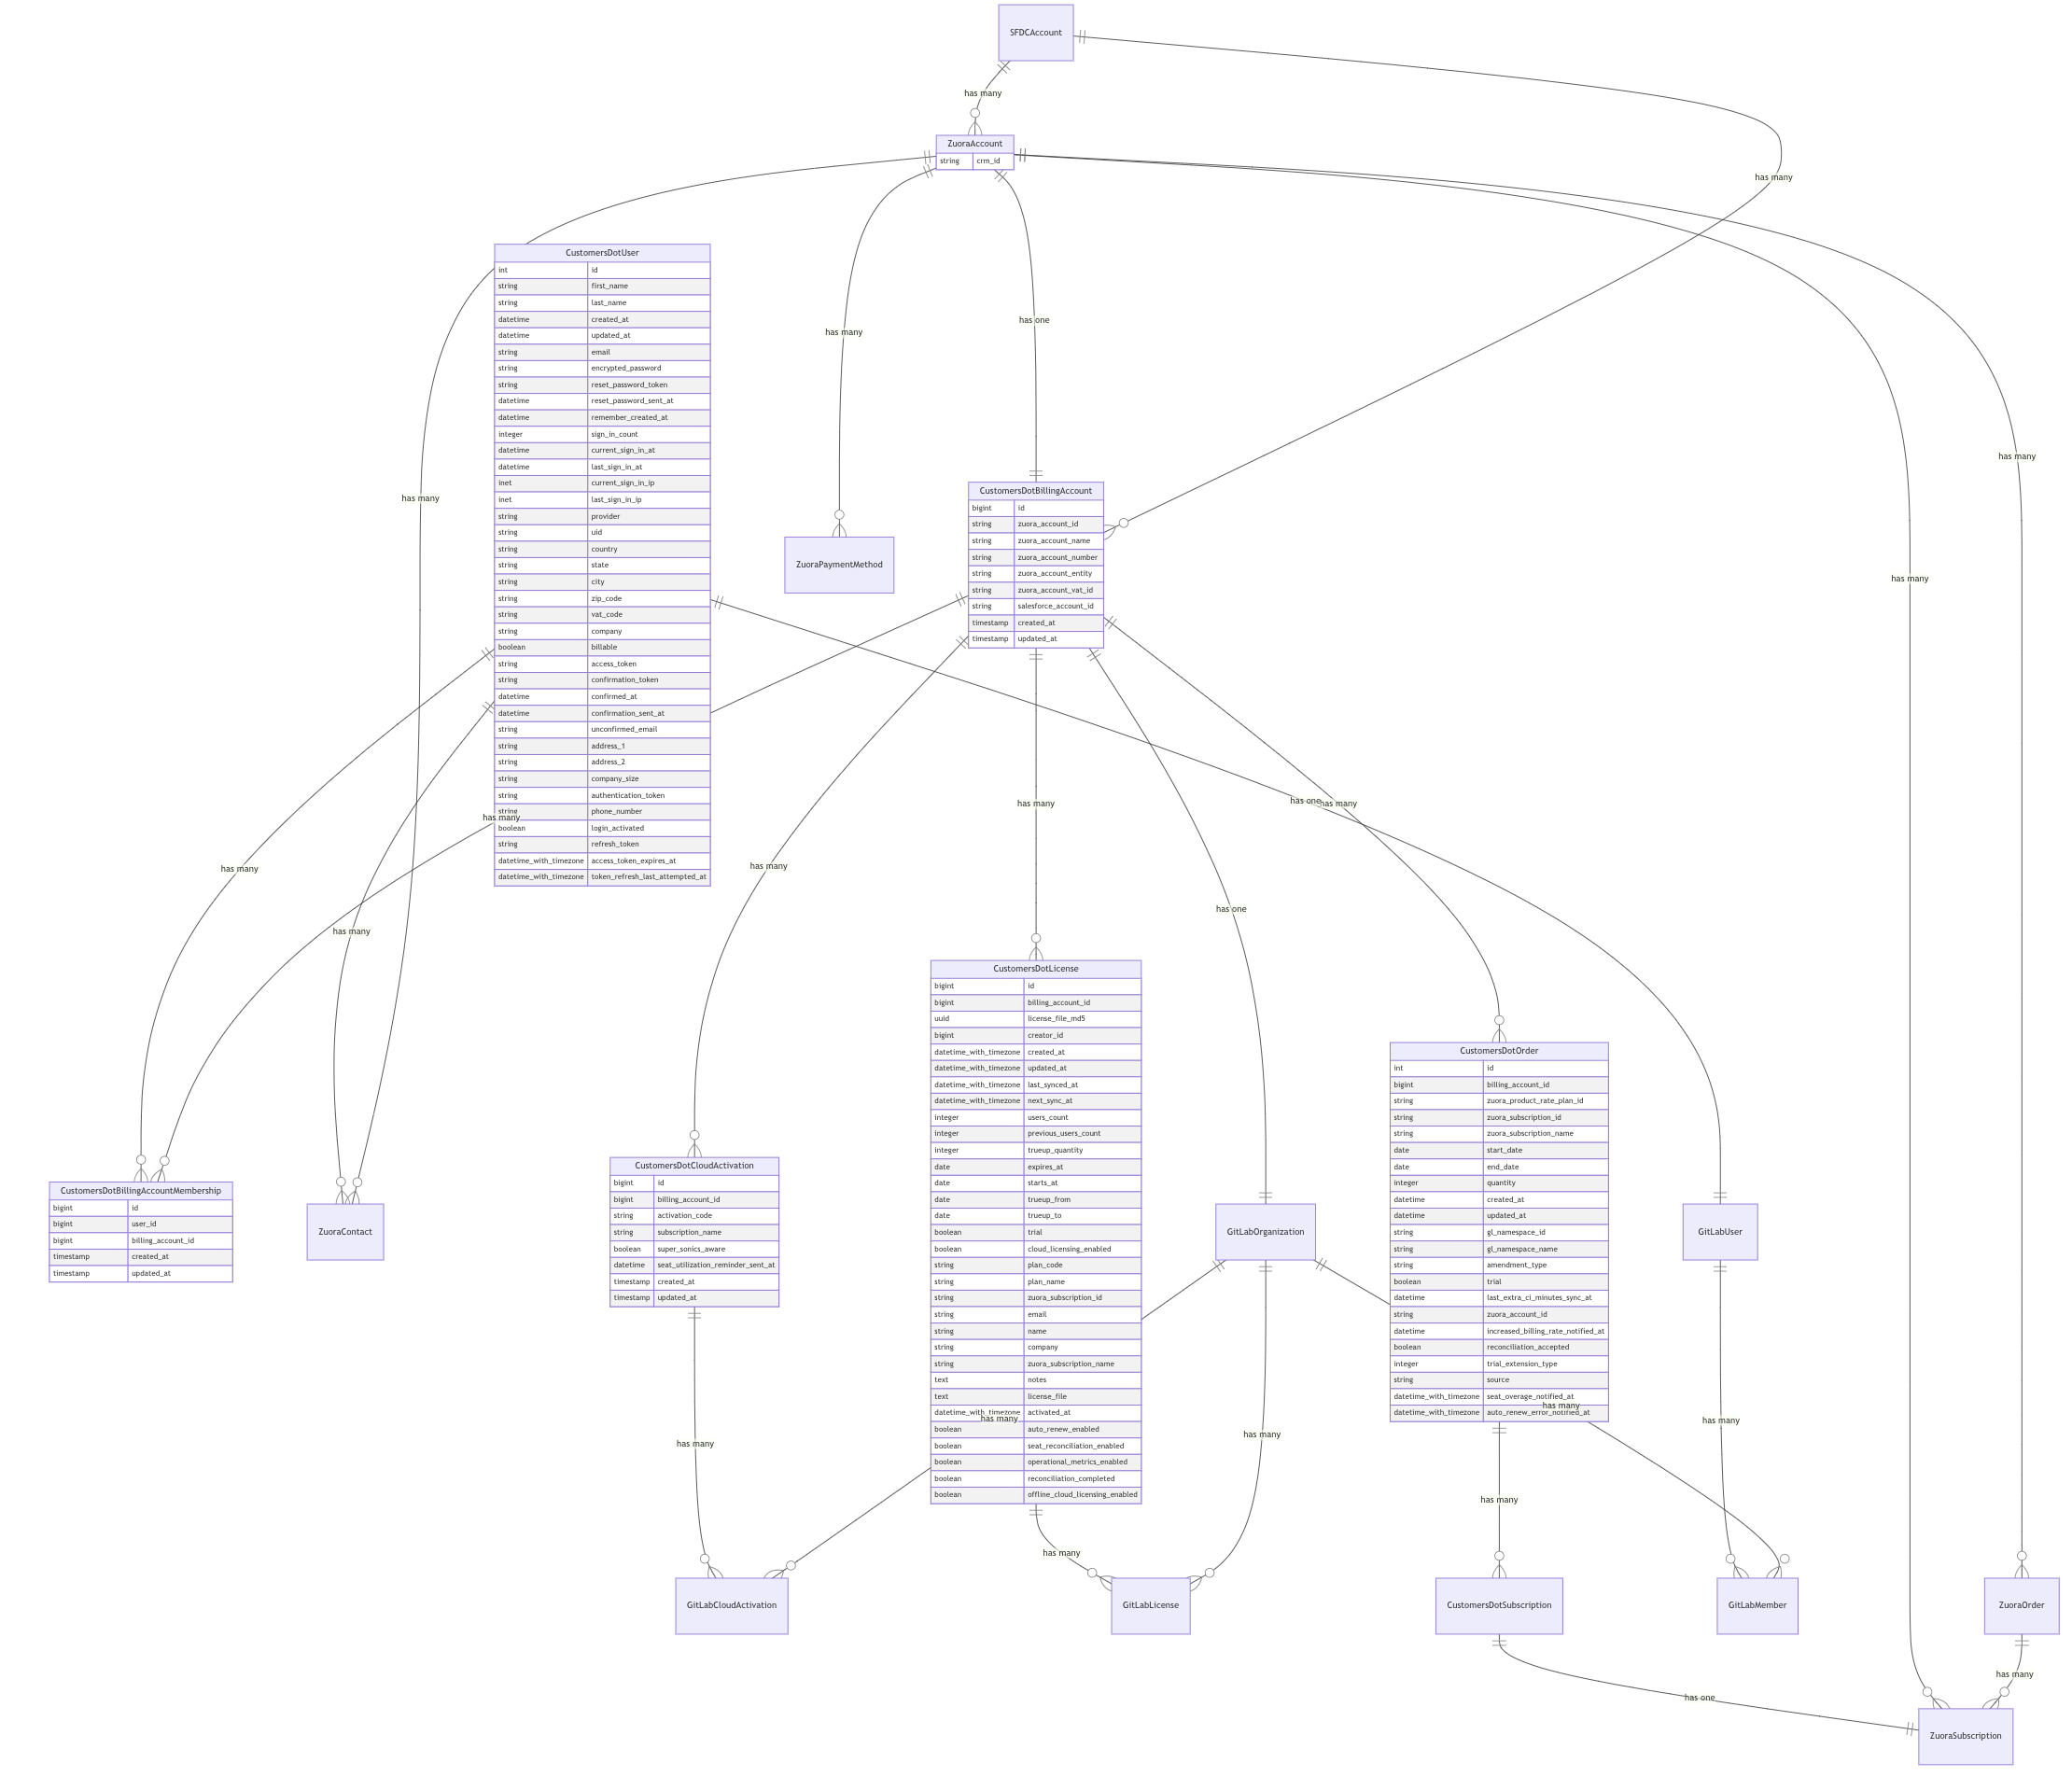 SFDCAccount
has many
has many
ZuoraAccount
string crm_id
has many
has many
has one
has many
has many
CustomersDotUser
int id
string first_name
string last_name
datetime created_at
datetime updated_at
string email
string encrypted_password
string reset_password_token
datetime reset_password_sent_at
datetime remember_created_at
integer sign_in_count
datetime current_sign_in_at
datetime last_sign_in_at
inet current_sign_in_ip
inet last_sign_in_ip
string provider
string uid
string country
string state
string city
string zip_code
string vat_code
string company
boolean billable
string access_token
string confirmation_token
datetime confirmed_at
datetime confirmation_sent_at
string unconfirmed_email
string address_1
string address_2
string company_size
string authentication_token
string phone_number
boolean login_activated
string refresh_token
datetime_with_timezone access_token_expires_at
datetime_with_timezone token_refresh_last_attempted_at
ZuoraPaymentMethod
CustomersDotBillingAccount
bigint id
string zuora_account_id
string zuora_account_name
string zuora_account_number
string zuora_account_entity
string zuora_account_vat_id
string salesforce_account_id
timestamp created_at
timestamp updated_at
has many
has many
has many
has many
has many
has one
has many
has one
CustomersDotBillingAccountMembership
bigint id
bigint user_id
bigint billing_account_id
timestamp created_at
timestamp updated_at
ZuoraContact
CustomersDotCloudActivation
bigint id
bigint billing_account_id
string activation_code
string subscription_name
boolean super_sonics_aware
datetime seat_utilization_reminder_sent_at
timestamp created_at
timestamp updated_at
CustomersDotLicense
bigint id
bigint billing_account_id
uuid license_file_md5
bigint creator_id
datetime_with_timezone created_at
datetime_with_timezone updated_at
datetime_with_timezone last_synced_at
datetime_with_timezone next_sync_at
integer users_count
integer previous_users_count
integer trueup_quantity
date expires_at
date starts_at
date trueup_from
date trueup_to
boolean trial
boolean cloud_licensing_enabled
string plan_code
string plan_name
string zuora_subscription_id
string email
string name
string company
string zuora_subscription_name
text notes
text license_file
datetime_with_timezone activated_at
boolean auto_renew_enabled
boolean seat_reconciliation_enabled
boolean operational_metrics_enabled
boolean reconciliation_completed
boolean offline_cloud_licensing_enabled
GitLabOrganization
CustomersDotOrder
int id
bigint billing_account_id
string zuora_product_rate_plan_id
string zuora_subscription_id
string zuora_subscription_name
date start_date
date end_date
integer quantity
datetime created_at
datetime updated_at
string gl_namespace_id
string gl_namespace_name
string amendment_type
boolean trial
datetime last_extra_ci_minutes_sync_at
string zuora_account_id
datetime increased_billing_rate_notified_at
boolean reconciliation_accepted
integer trial_extension_type
string source
datetime_with_timezone seat_overage_notified_at
datetime_with_timezone auto_renew_error_notified_at
GitLabUser
has many
has many
has many
has many
has many
has many
has many
GitLabCloudActivation
GitLabLicense
CustomersDotSubscription
GitLabMember
ZuoraOrder
has many
has one
ZuoraSubscription